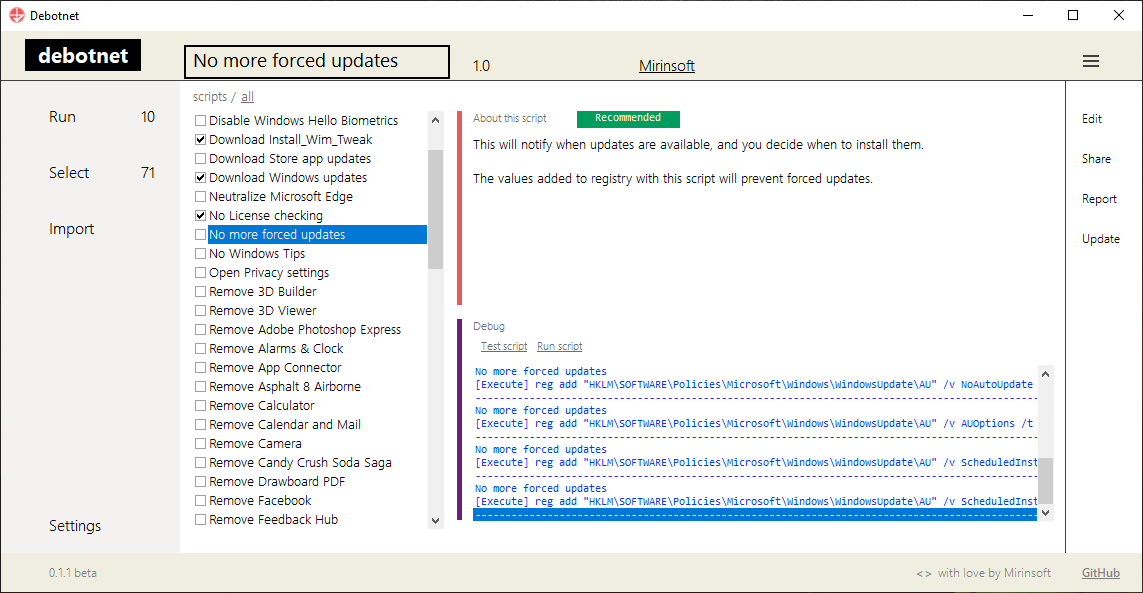 Debotnet
debotnet
No more forced updates
1.0
Mirinsoft
Run 10
Select 71
Import
Settings
scripts / all
Disable Windows Hello Biometrics
Download Install_Wim_Tweak
Download Store app updates
Download Windows updates
Neutralize Microsoft Edge
No License checking
No more forced updates
No Windows Tips
Open Privacy settings
Remove 3D Builder
Remove 3D Viewer
Remove Adobe Photoshop Express
Remove Alarms & Clock
Remove App Connector
Remove Asphalt 8 Airborne
Remove Calculator
Remove Calendar and Mail
Remove Camera
Remove Candy Crush Soda Saga
Remove Drawboard PDF
Remove Facebook
Remove Feedback Hub
About this script
Recommended
This will notify when updates are available, and you decide when to install them.
The values added to registry with this script will prevent forced updates.
Debug
Test script Run script
No more forced updates
[Execute] reg add "HKLM\SOFTWARE\Policies\Microsoft\Windows\WindowsUpdate\AU" /v NoAutoUpdate
No more forced updates
[Execute] reg add "HKLM\SOFTWARE\Policies\Microsoft\Windows\WindowsUpdate\AU" /v AUOptions /t
No more forced updates
[Execute] reg add "HKLM\SOFTWARE\Policies\Microsoft\Windows\WindowsUpdate\AU" /v ScheduledInst
No more forced updates
[Execute] reg add "HKLM\SOFTWARE\Policies\Microsoft\Windows\WindowsUpdate\AU" /v ScheduledInst
Edit
Share
Report
Update
0.1.1 beta
<> with love by Mirinsoft
GitHub